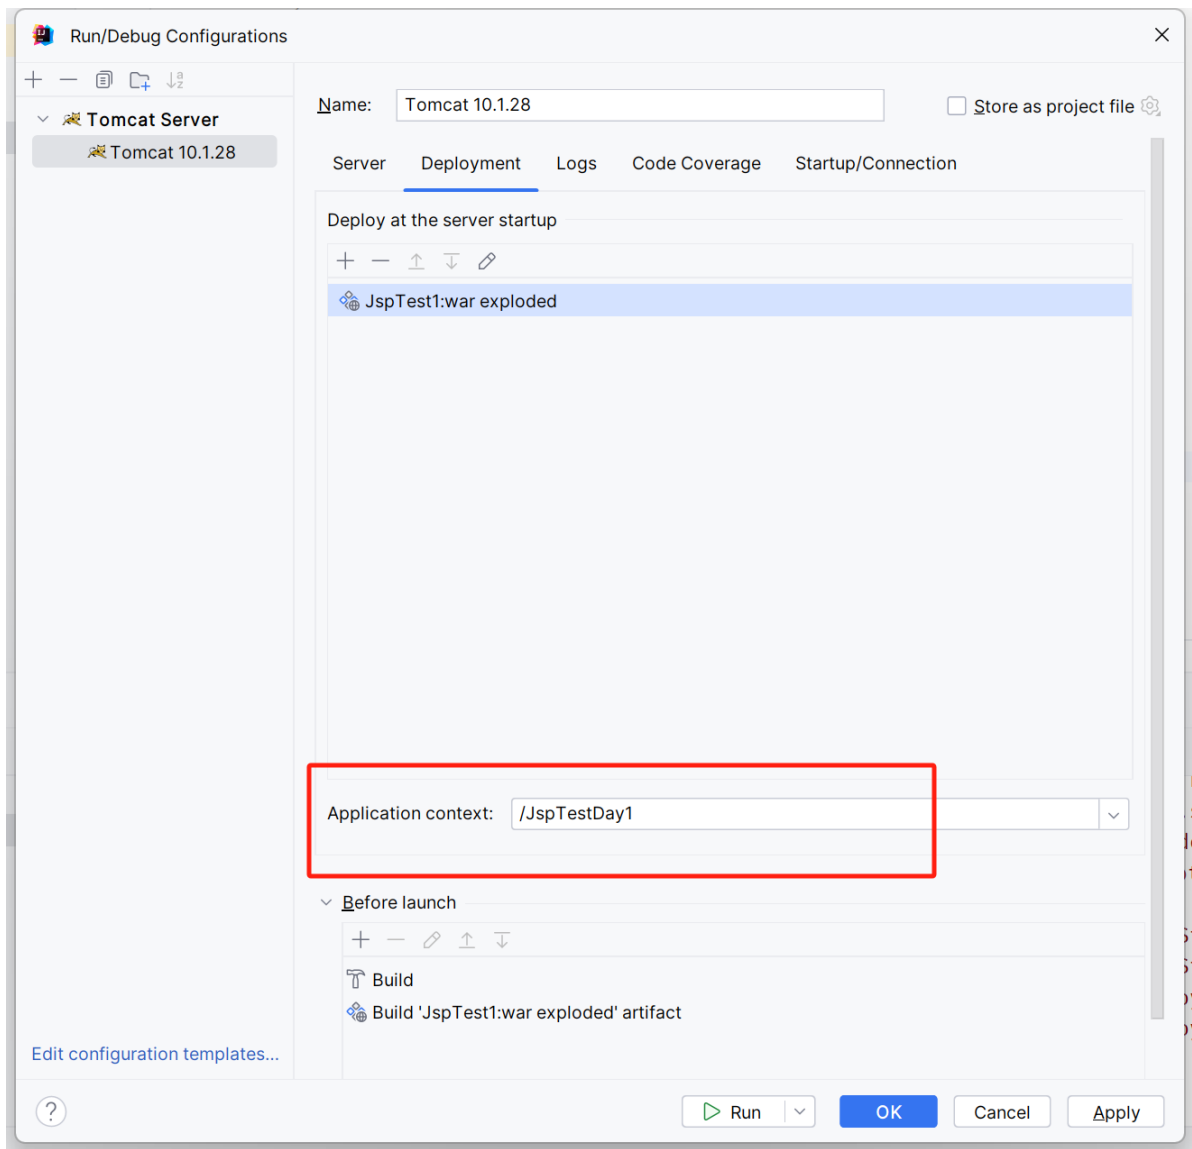 Run/Debug Configurations
Tomcat Server
Tomcat 10.1.28
Name: Tomcat 10.1.28 Store as project file
Server Deployment Logs Code Coverage Startup/Connection
Deploy at the server startup
JspTest1:war exploded
Application context: /JspTestDay1
Before launch
Build
Build 'JspTest1:war exploded' artifact
Edit configuration templates...
? Run OK Cancel Apply